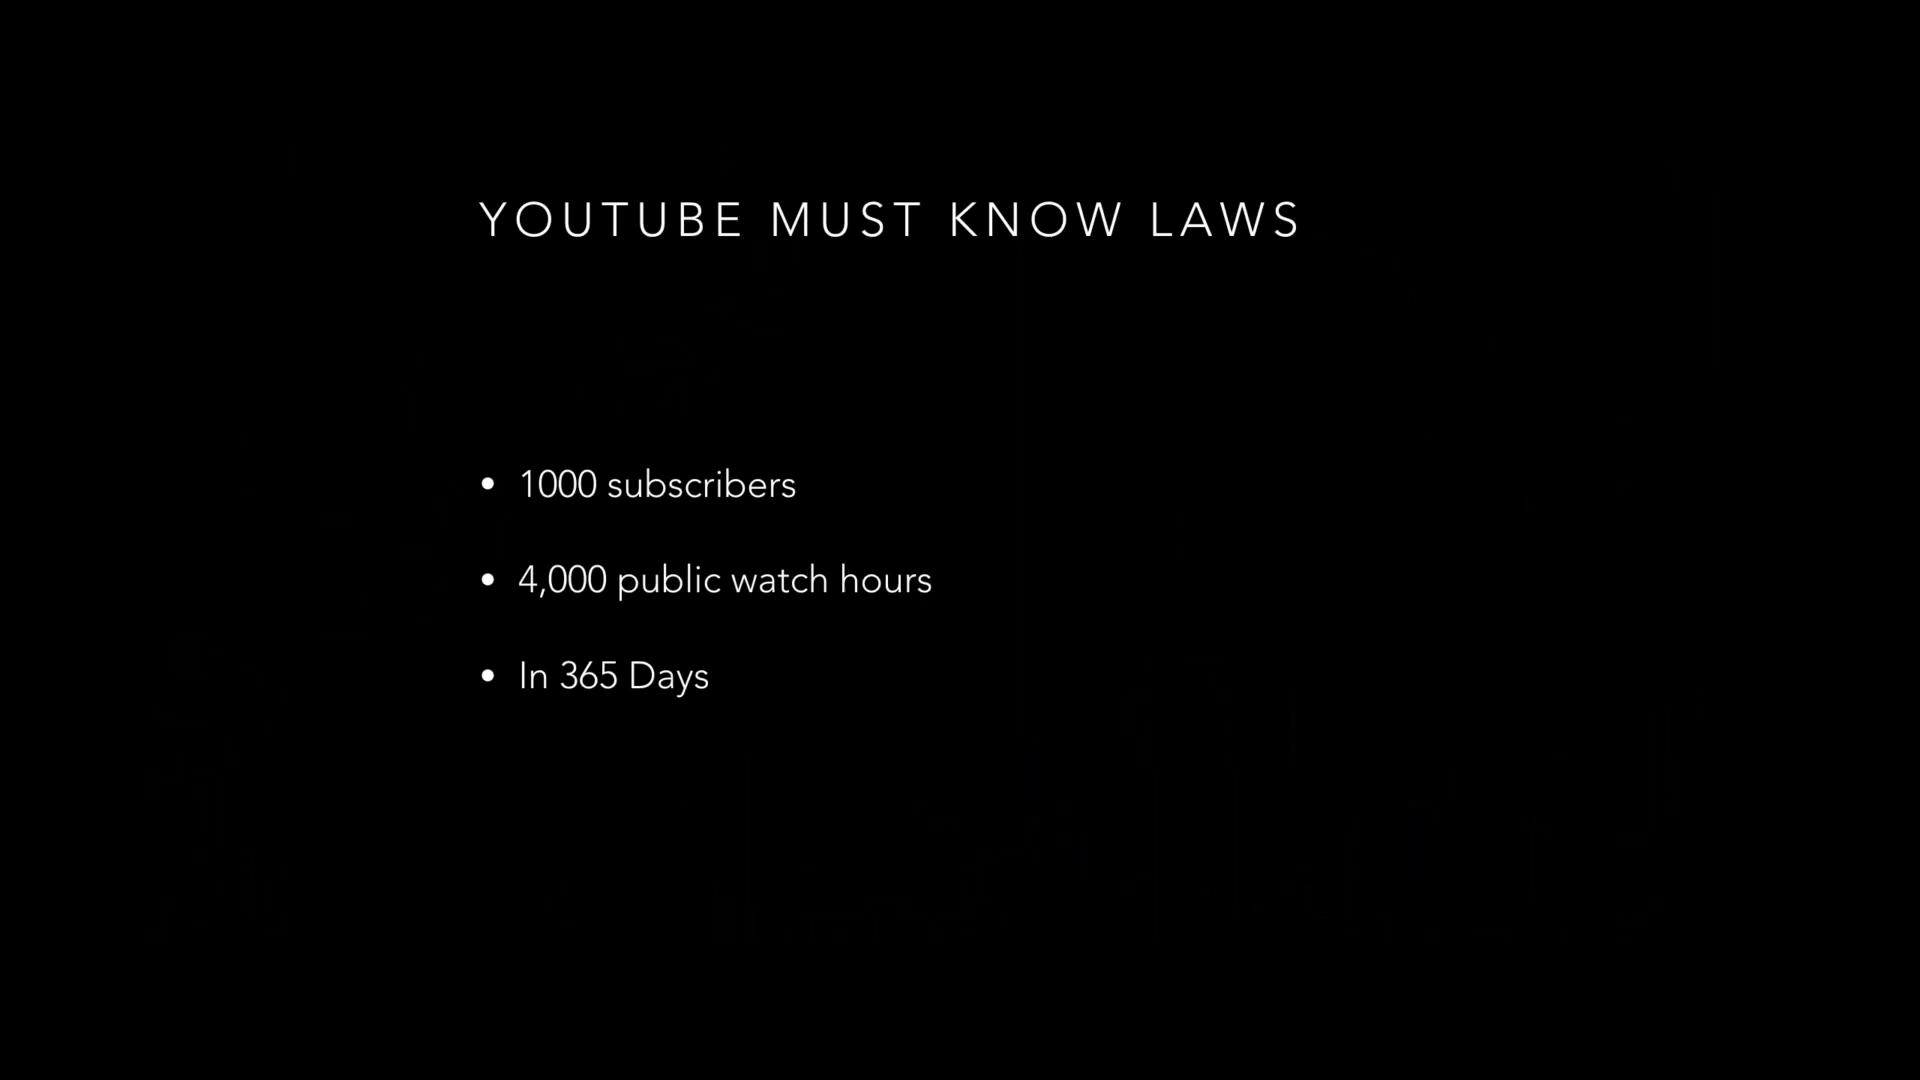 YOUTUBE MUST KNOW LAWS
• 1000 subscribers
• 4,000 public watch hours
• In 365 Days